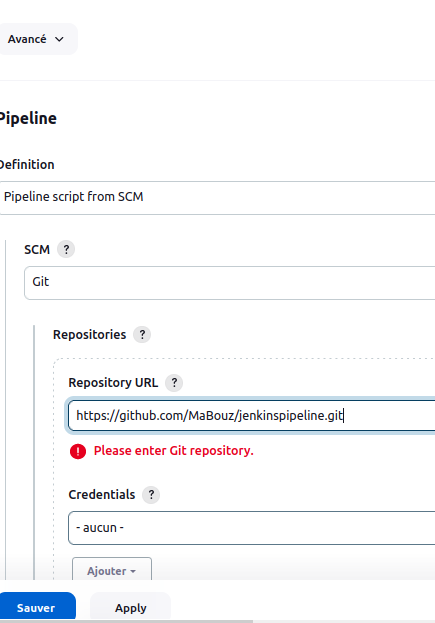 Avancé
Pipeline
Definition
Pipeline script from SCM
SCM ?
Git
Repositories ?
Repository URL ?
https://github.com/MaBouz/jenkinspipeline.git
! Please enter Git repository.
Credentials ?
- aucun -
Ajouter
Sauver Apply